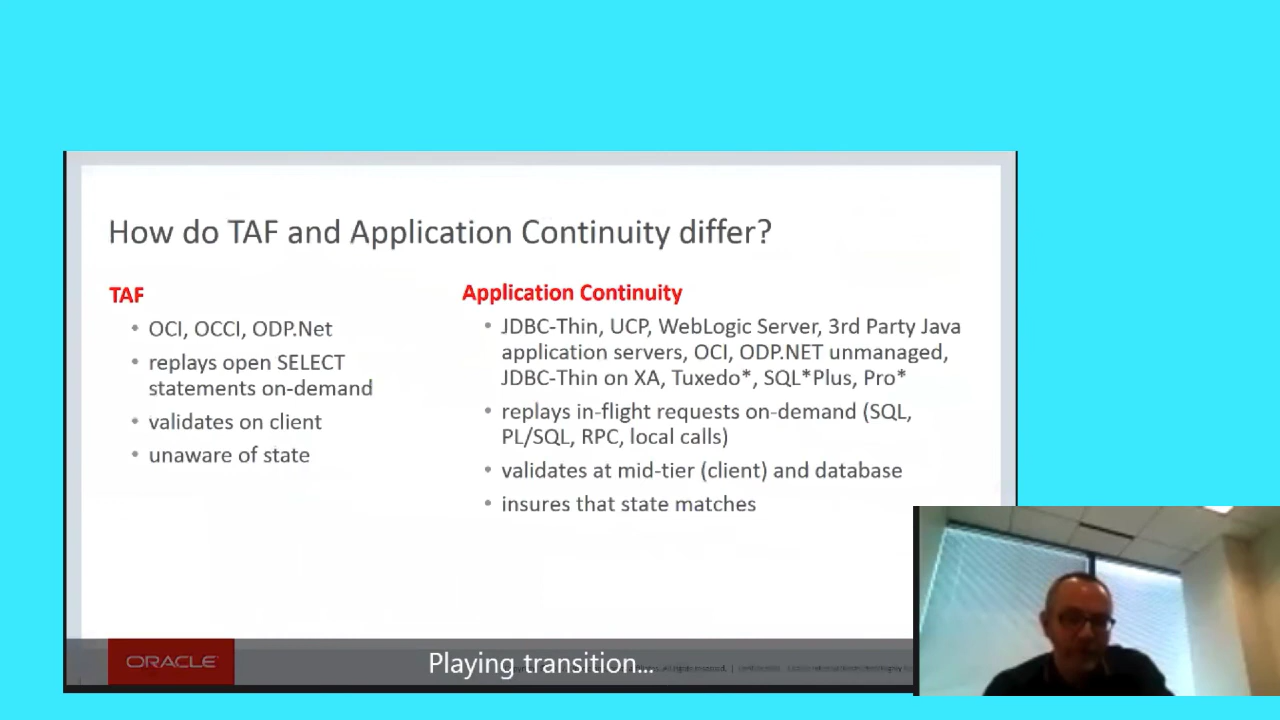 How do TAF and Application Continuity differ?
TAF
• OCI, OCCI, ODP.Net
• replays open SELECT
statements on-demand
• validates on client
• unaware of state
Application Continuity
• JDBC-Thin, UCP, WebLogic Server, 3rd Party Java
application servers, OCI, ODP.NET unmanaged,
JDBC-Thin on XA, Tuxedo*, SQL*Plus, Pro*
• replays in-flight requests on-demand (SQL,
PL/SQL, RPC, local calls)
• validates at mid-tier (client) and database
• insures that state matches
ORACLE
Playing transition...